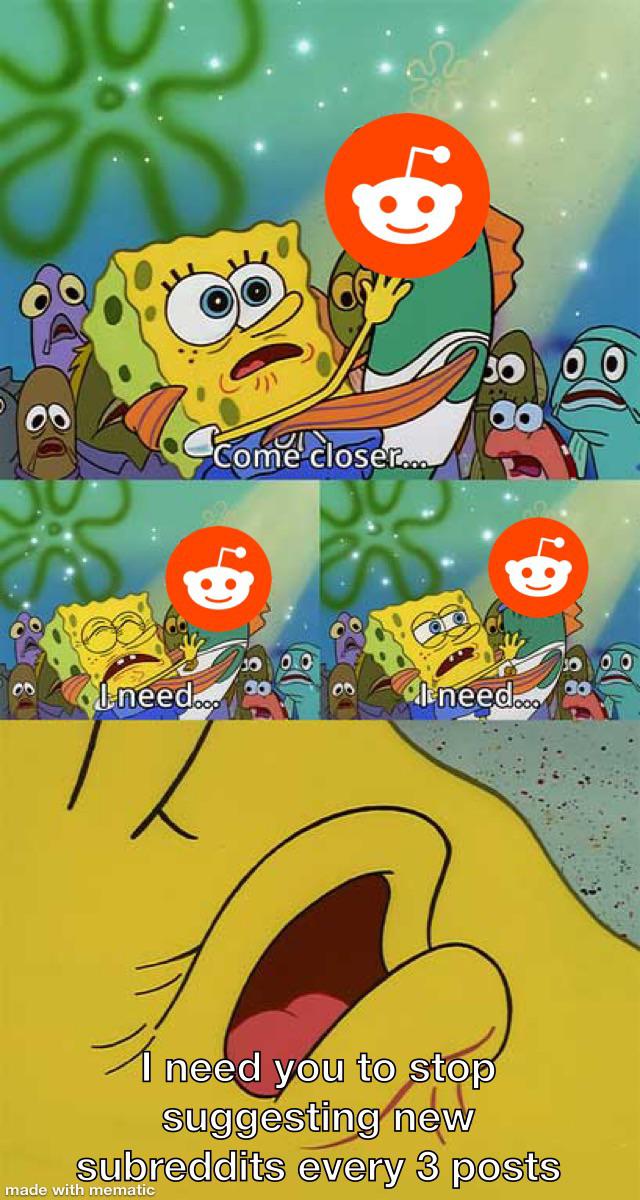 Come closer...
I need...
I need...
I need you to stop
suggesting new
subreddits every 3 posts
made with mematic